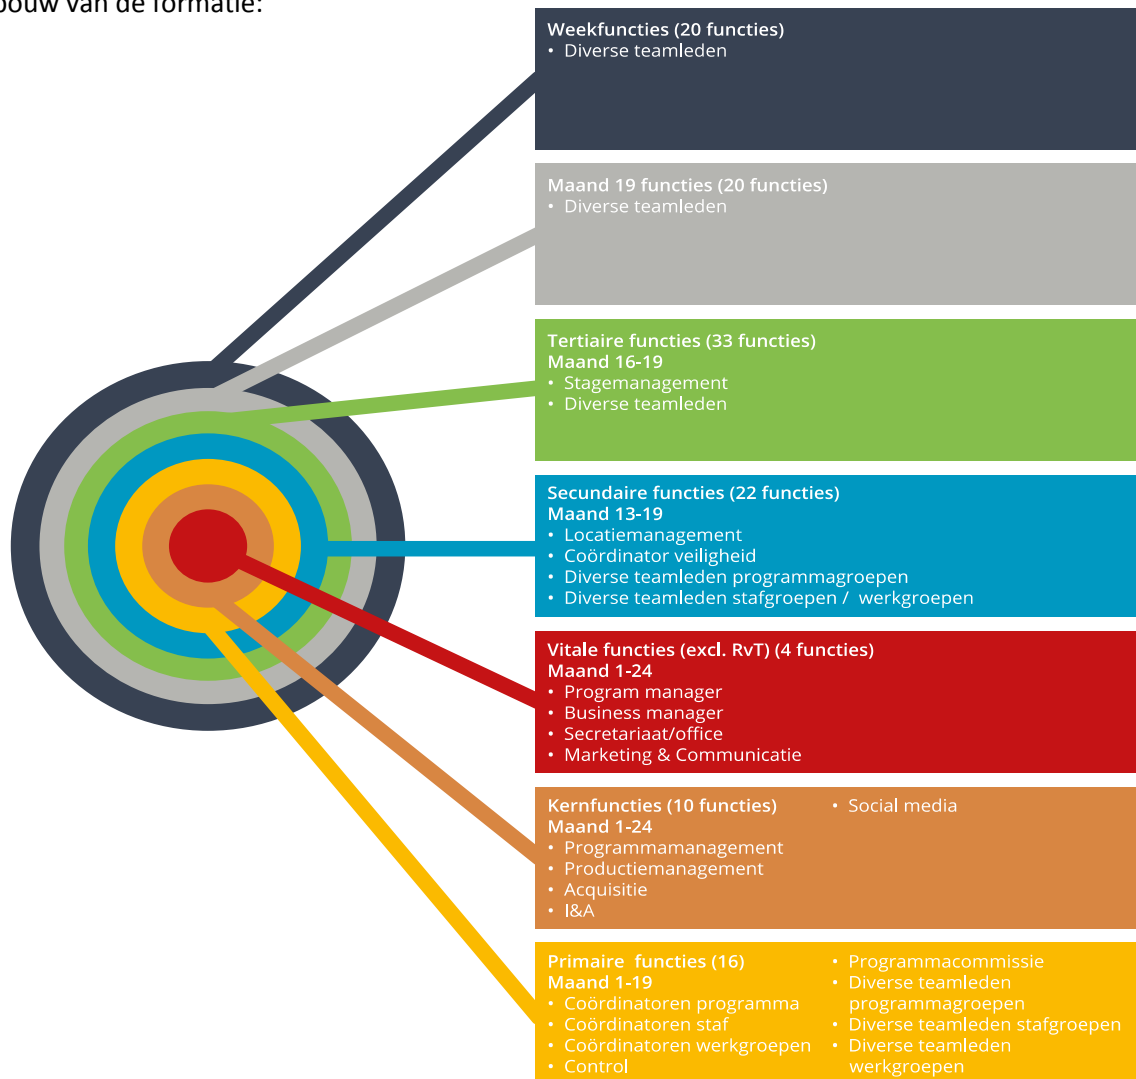 van de formatie:
Weekfuncties (20 functies)
• Diverse teamleden
Maand 19 functies (20 functies)
• Diverse teamleden
Tertiaire functies (33 functies)
Maand 16-19
• Stagemanagement
• Diverse teamleden
Secundaire functies (22 functies)
Maand 13-19
• Locatiemanagement
• Coördinator veiligheid
• Diverse teamleden programmagroepen
• Diverse teamleden stafgroepen / werkgroepen
Vitale functies (excl. RvT) (4 functies)
Maand 1-24
• Program manager
• Business manager
• Secretariaat/office
• Marketing & Communicatie
Kernfuncties (10 functies)
Maand 1-24
• Programmamanagement
• Productiemanagement
• Acquisitie
• I&A
• Social media
Primaire functies (16)
Maand 1-19
• Coördinatoren programma
• Coördinatoren staf
• Coördinatoren werkgroepen
• Control
• Programmacommissie
• Diverse teamleden
programmagroepen
• Diverse teamleden stafgroepen
• Diverse teamleden
werkgroepen